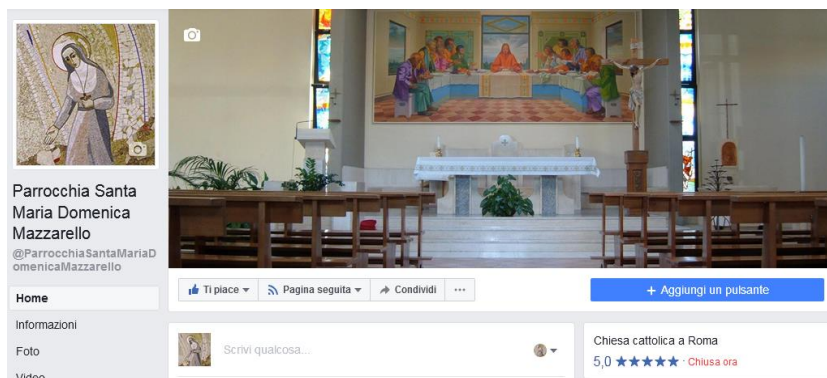 Parrocchia Santa
Maria Domenica
Mazzarello
@ParrocchiaSantaMariaD
omenicaMazzarello
Home
Informazioni
Foto
Video
Ti piace
Pagina seguita
Condividi
+ Aggiungi un pulsante
Scrivi qualcosa...
Chiesa cattolica a Roma
5,0 ★★★★★ · Chiusa ora